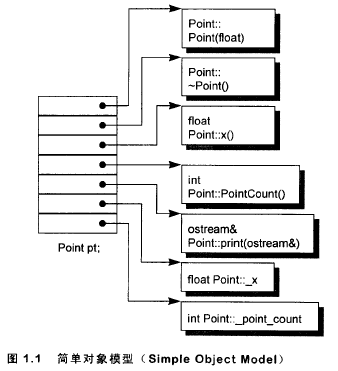 Point::
Point(float)
Point::
~Point()
float
Point::x()
int
Point::PointCount()
ostream&
Point::print(ostream&)
float Point::_x
int Point::_point_count
Point pt;
图 1.1 简单对象模型（Simple Object Model）